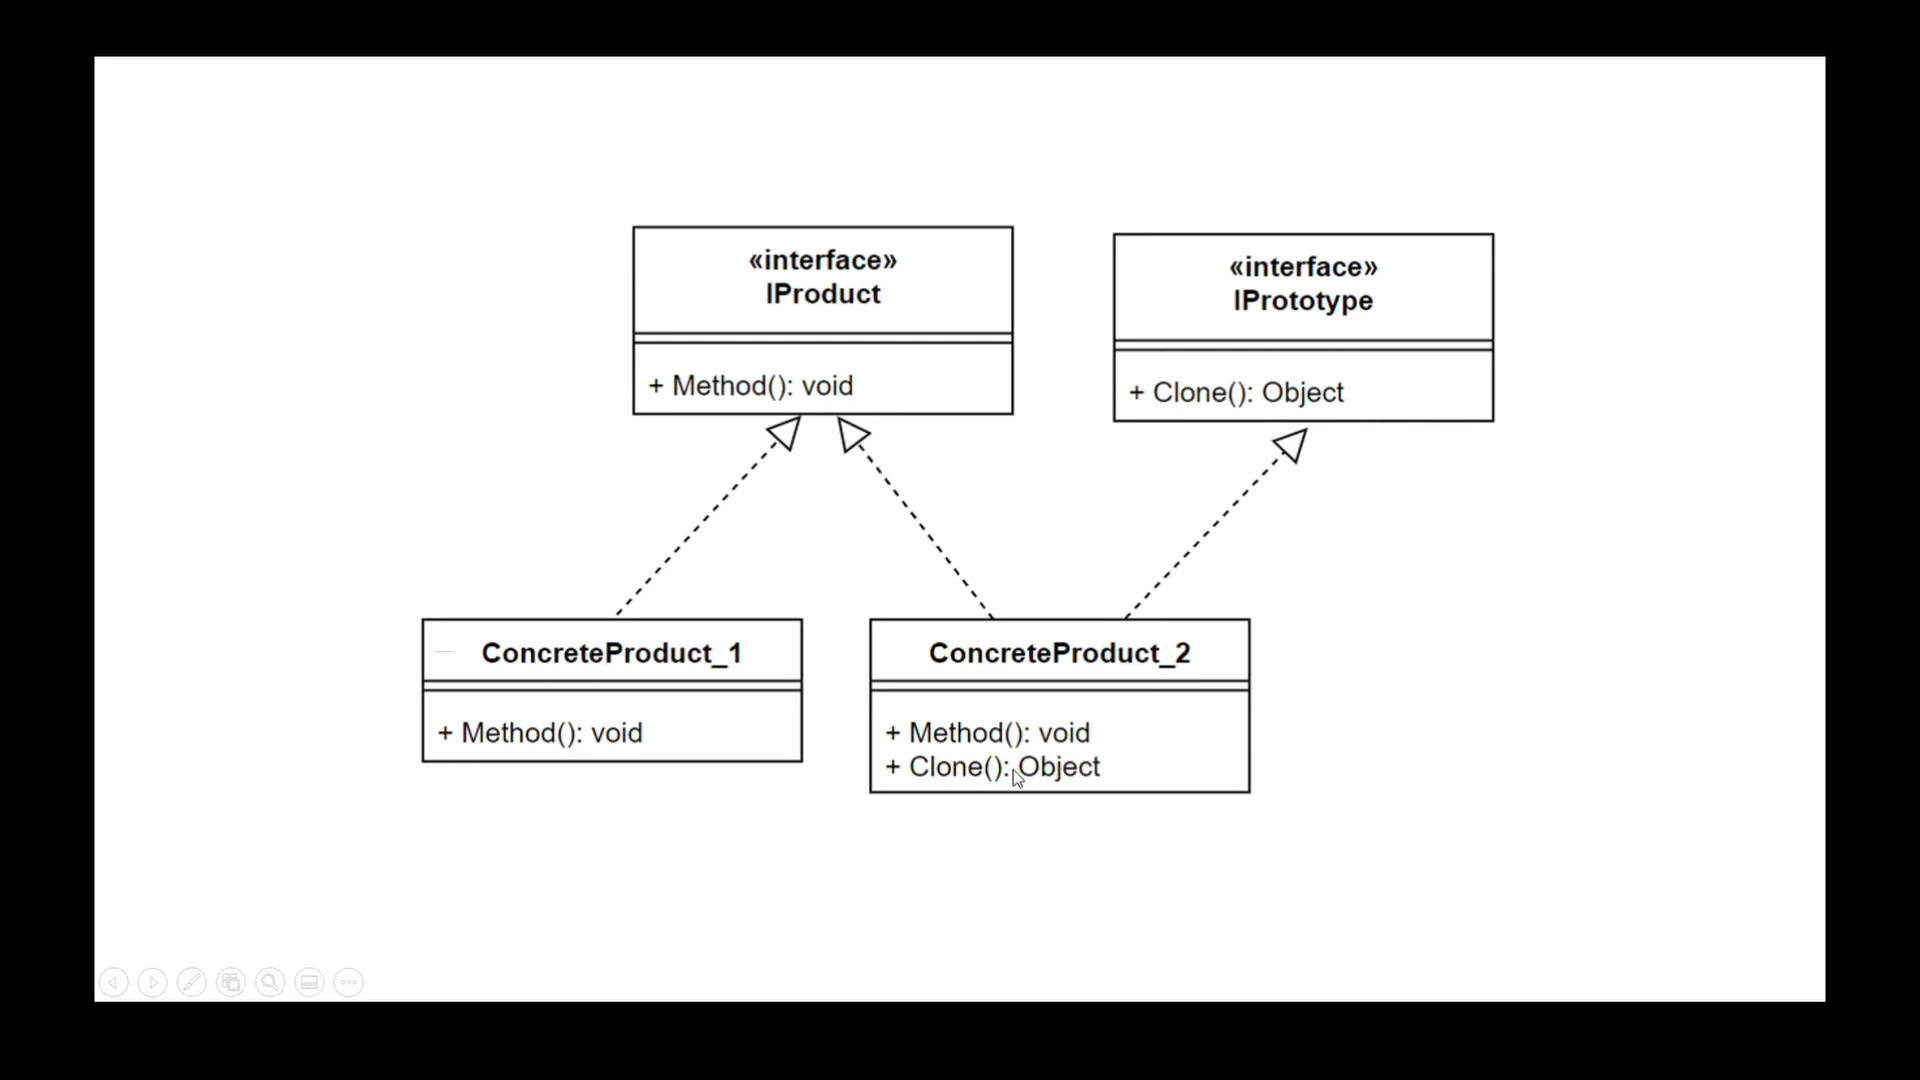 «interface»
IProduct
+ Method(): void
«interface»
IPrototype
+ Clone(): Object
ConcreteProduct_1
+ Method(): void
ConcreteProduct_2
+ Method(): void
+ Clone(): Object